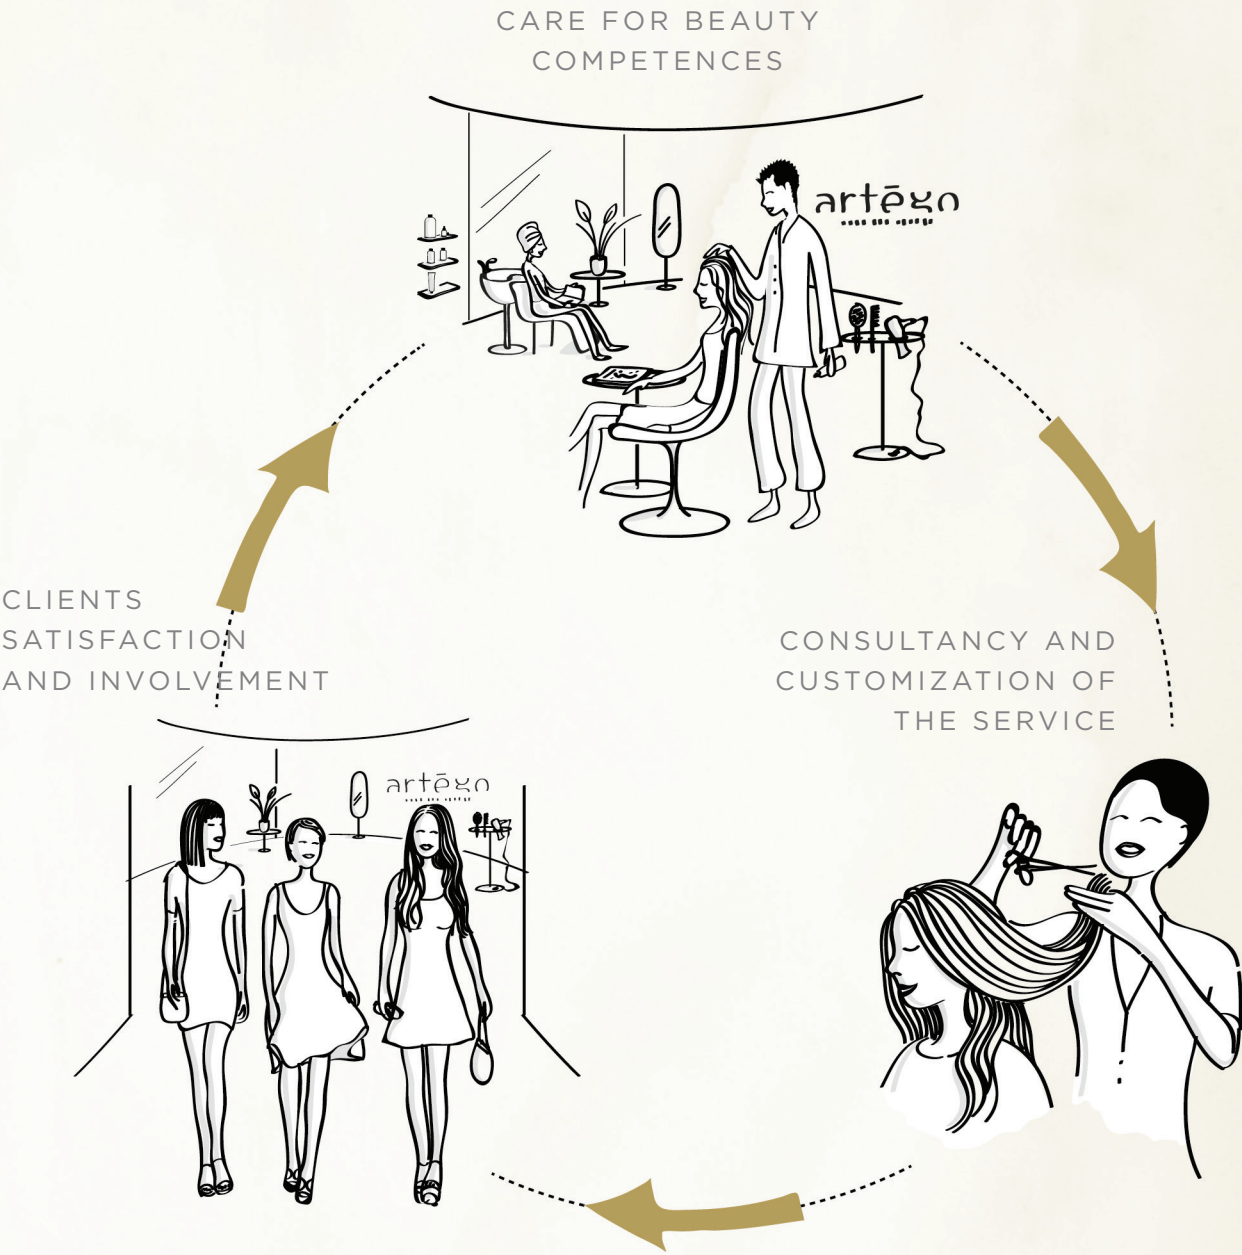 CARE FOR BEAUTY
COMPETENCES
artēgo
CLIENTS
SATISFACTION
AND INVOLVEMENT
CONSULTANCY AND
CUSTOMIZATION OF
THE SERVICE
artēgo